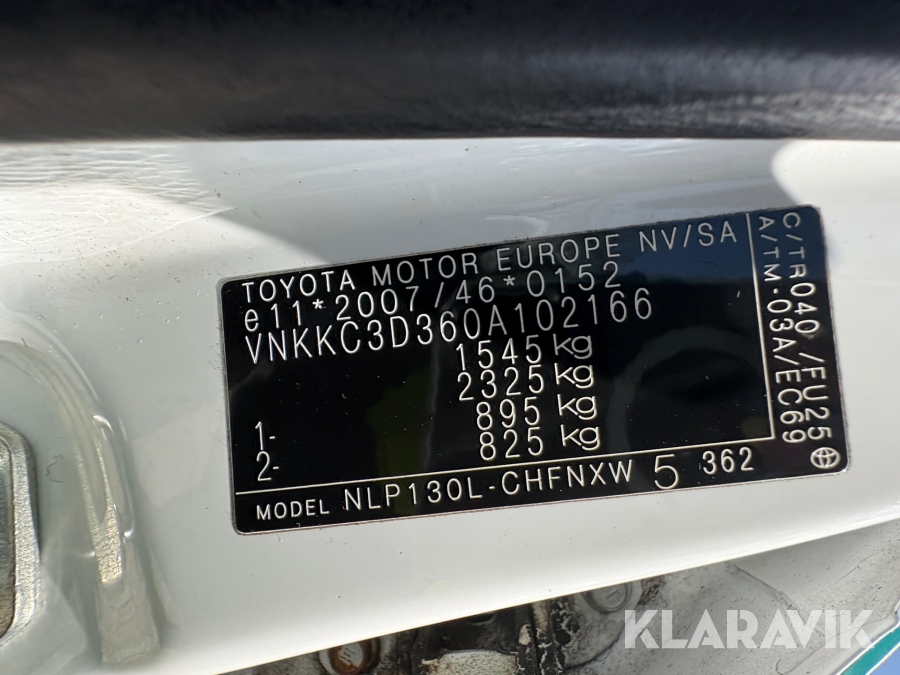 TOYOTA MOTOR EUROPE NV/SA
e11*2007/46*0152
VNKKC3D360A102166
1545 kg
2325 kg
1- 895 kg
2- 825 kg
MODEL NLP130L-CHFNXW 5 362
C/TR040/FU25
A/TM-03A/EC69
KLARAVIK